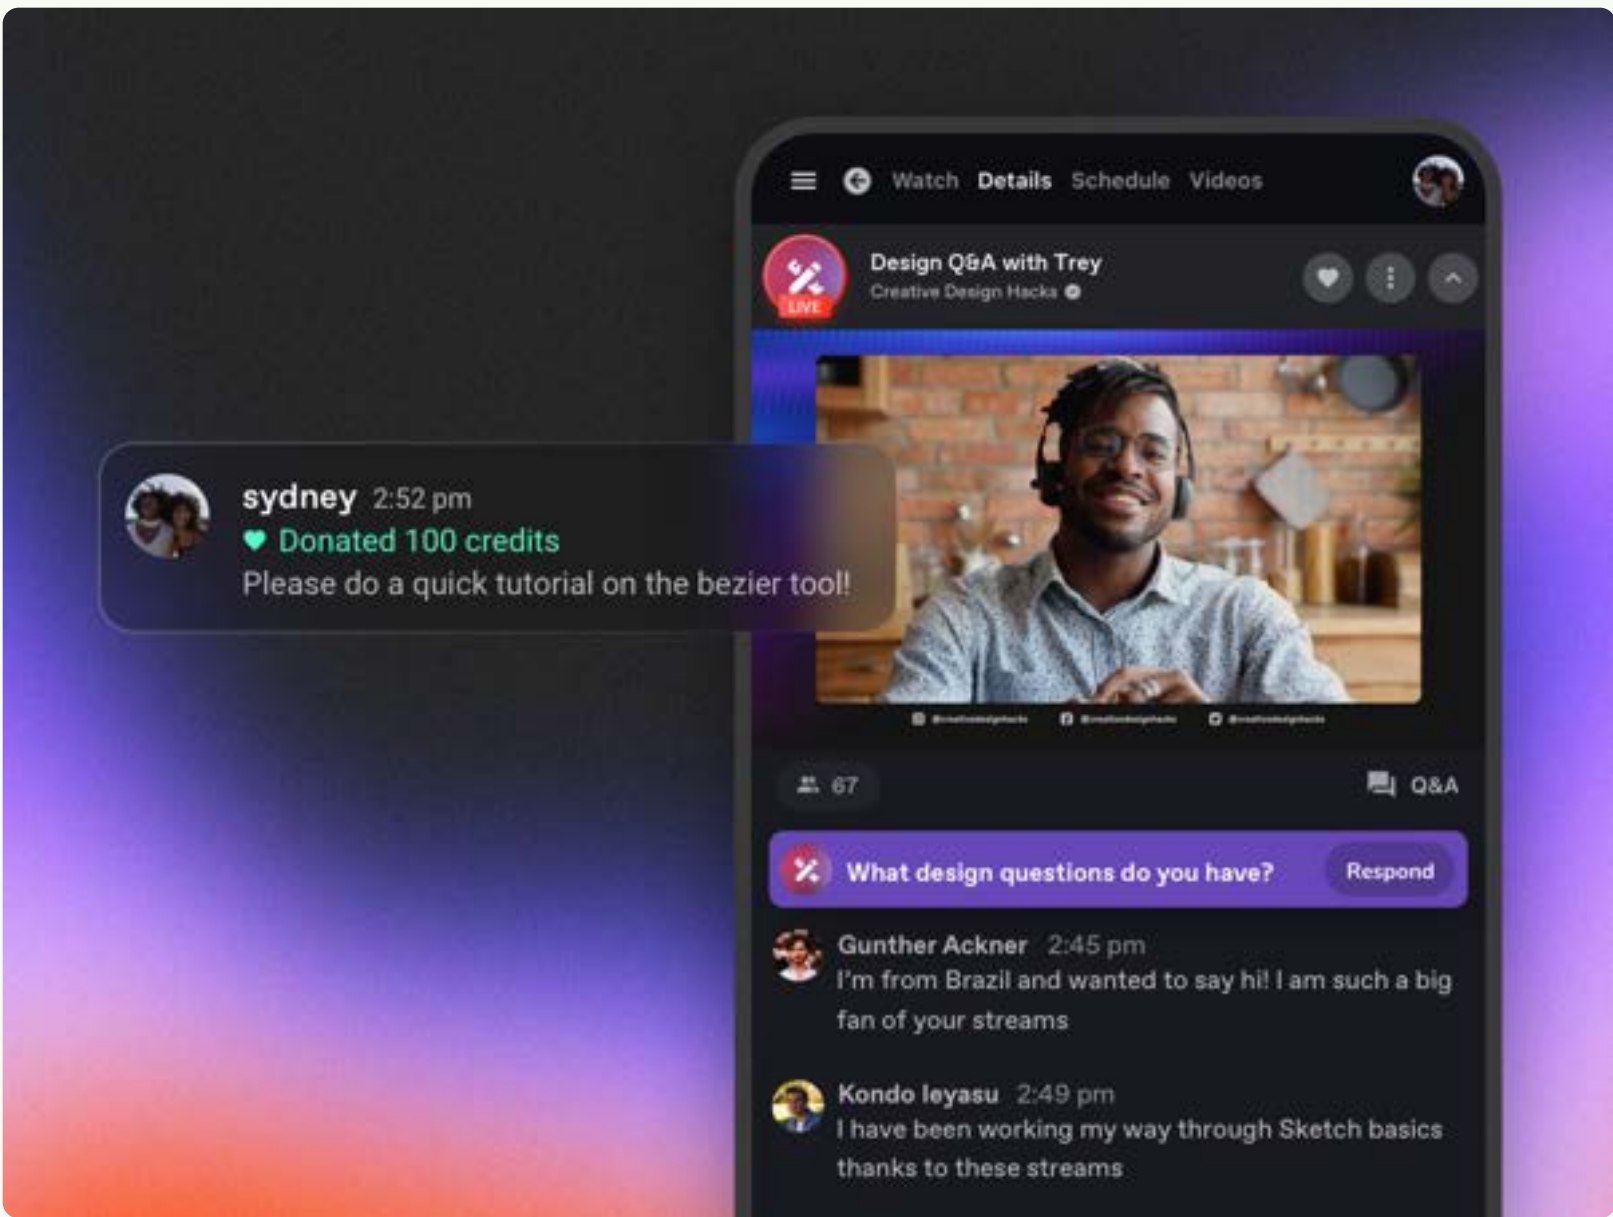 Watch Details Schedule Videos
Design Q&A with Trey
Creative Design Hacks
LIVE
sydney 2:52 pm
Donated 100 credits
Please do a quick tutorial on the bezier tool!
@creativedesignhacks @creativedesignhacks @creativedesignhacks
67 Q&A
What design questions do you have? Respond
Gunther Ackner 2:45 pm
I'm from Brazil and wanted to say hi! I am such a big
fan of your streams
Kondo Ieyasu 2:49 pm
I have been working my way through Sketch basics
thanks to these streams